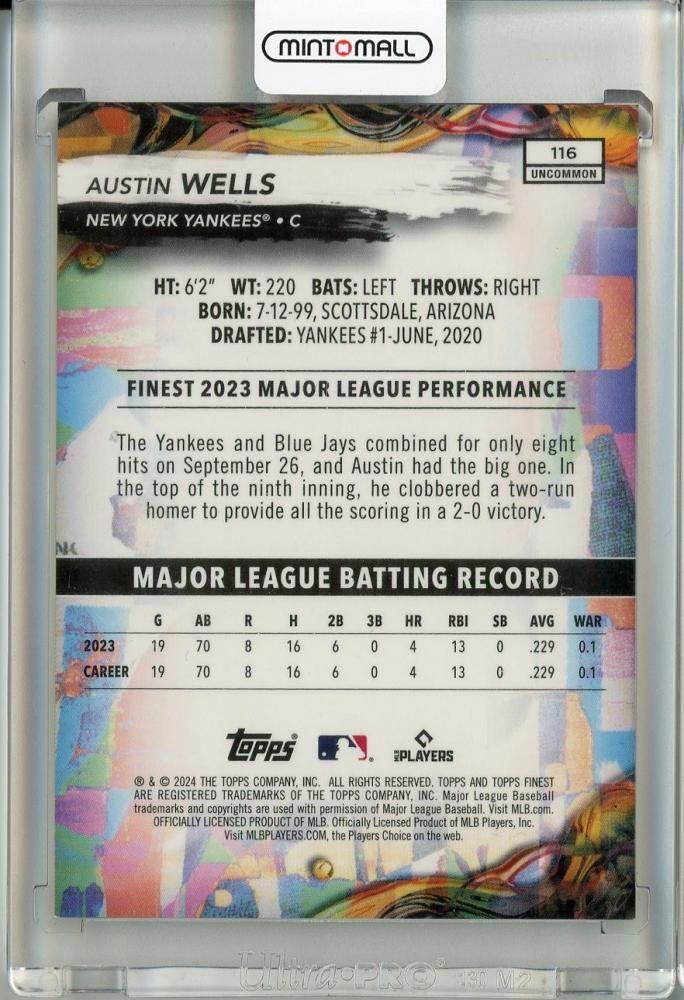 MINTOMALL
116
UNCOMMON
AUSTIN WELLS
NEW YORK YANKEES® • C
HT: 6'2" WT: 220 BATS: LEFT THROWS: RIGHT
BORN: 7-12-99, SCOTTSDALE, ARIZONA
DRAFTED: YANKEES #1-JUNE, 2020
FINEST 2023 MAJOR LEAGUE PERFORMANCE
The Yankees and Blue Jays combined for only eight
hits on September 26, and Austin had the big one. In
the top of the ninth inning, he clobbered a two-run
homer to provide all the scoring in a 2-0 victory.
MAJOR LEAGUE BATTING RECORD
G AB R H 2B 3B HR RBI SB AVG WAR
2023 19 70 8 16 6 0 4 13 0 .229 0.1
CAREER 19 70 8 16 6 0 4 13 0 .229 0.1
topps® ® MLB PLAYERS
® & © 2024 THE TOPPS COMPANY, INC. ALL RIGHTS RESERVED. TOPPS AND TOPPS FINEST
ARE REGISTERED TRADEMARKS OF THE TOPPS COMPANY, INC. Major League Baseball
trademarks and copyrights are used with permission of Major League Baseball. Visit MLB.com.
OFFICIALLY LICENSED PRODUCT OF MLB. Officially Licensed Product of MLB Players, Inc.
Visit MLBPLAYERS.COM, the Players Choice on the web.
Ultra•PRO® 130 M2